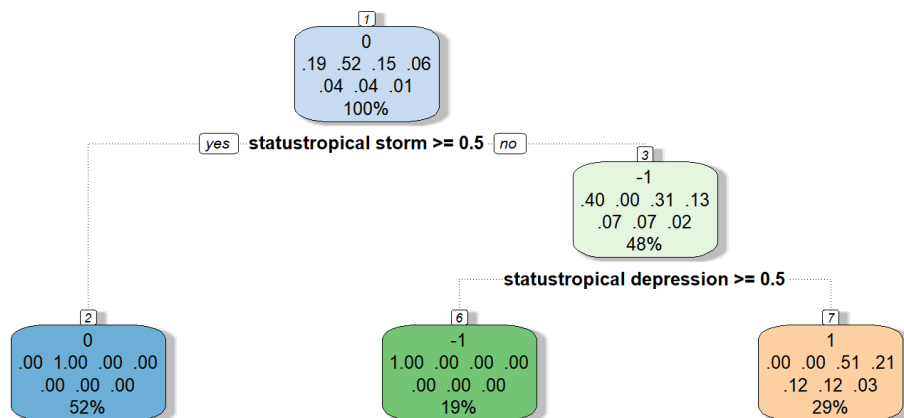 1
0
.19 .52 .15 .06
.04 .04 .01
100%
yes statustropical storm >= 0.5 no
3
-1
.40 .00 .31 .13
.07 .07 .02
48%
statustropical depression >= 0.5
2
0
.00 1.00 .00 .00
.00 .00 .00
52%
6
-1
1.00 .00 .00 .00
.00 .00 .00
19%
7
1
.00 .00 .51 .21
.12 .12 .03
29%